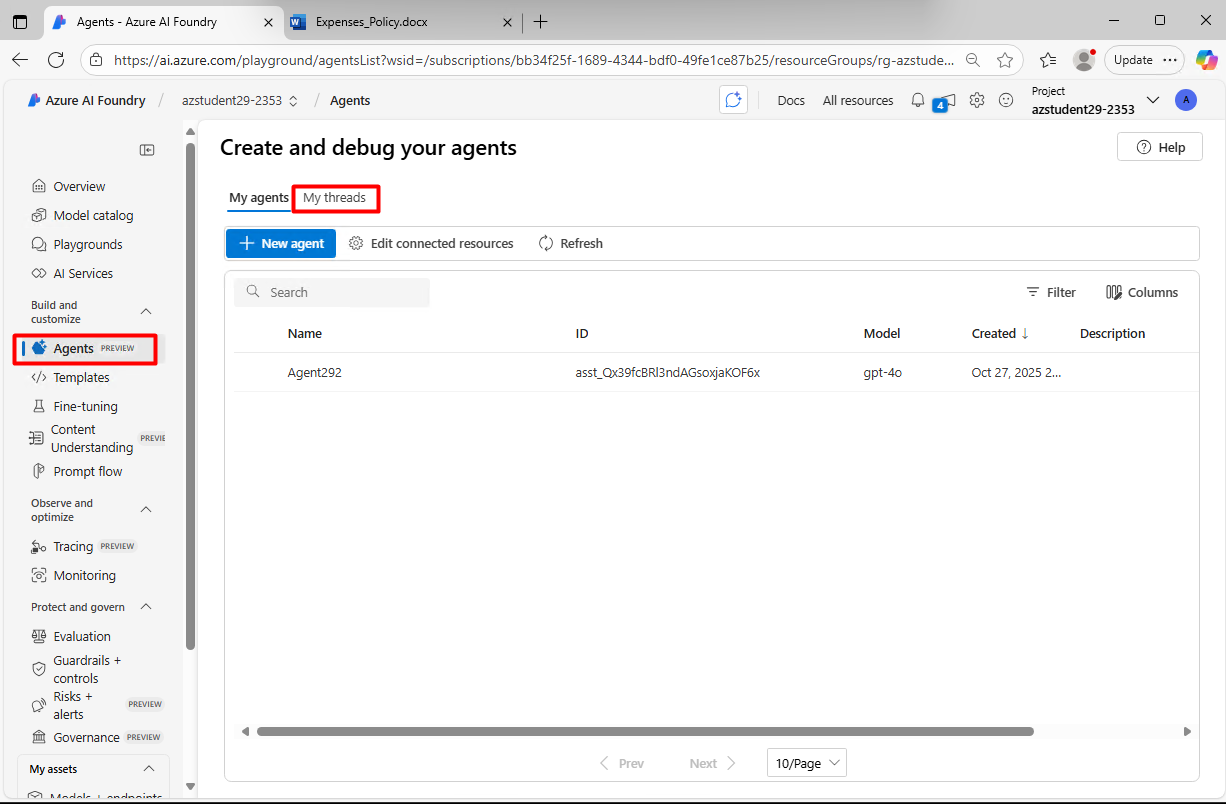 Agents - Azure AI Foundry
Expenses_Policy.docx
https://ai.azure.com/playground/agentsList?wsid=/subscriptions/bb34f25f-1689-4344-bdf0-49fe1ce87b25/resourceGroups/rg-azstude...
Update
Azure AI Foundry / azstudent29-2353 / Agents
Docs
All resources
4
Project
azstudent29-2353
A
Overview
Model catalog
Playgrounds
AI Services
Build and
customize
Agents PREVIEW
Templates
Fine-tuning
Content
Understanding PREVIE
Prompt flow
Observe and
optimize
Tracing PREVIEW
Monitoring
Protect and govern
Evaluation
Guardrails +
controls
Risks +
alerts PREVIEW
Governance PREVIEW
My assets
Models + endpoints
Create and debug your agents
Help
My agents My threads
New agent Edit connected resources Refresh
Search Filter Columns
Name ID Model Created ↓ Description
Agent292 asst_Qx39fcBRl3ndAGsoxjaKOF6x gpt-4o Oct 27, 2025 2...
Prev Next 10/Page